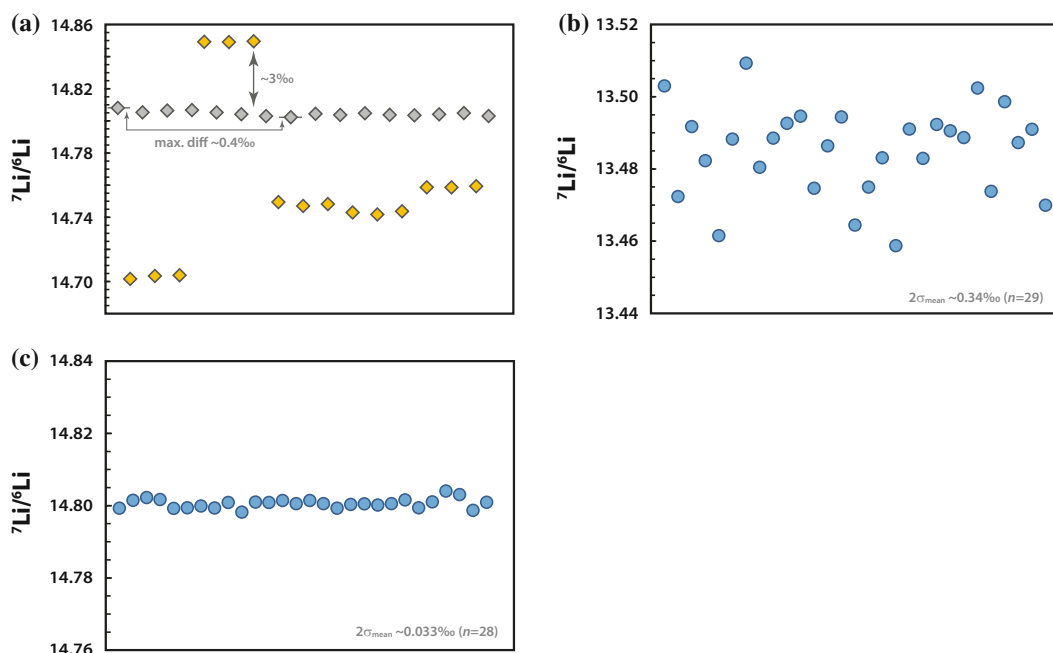 (a)
14.86
14.82
14.78
14.74
14.70
⁷Li/⁶Li
~3‰
max. diff ~0.4‰
(b)
13.52
13.50
13.48
13.46
13.44
⁷Li/⁶Li
2σmean ~0.34‰ (n=29)
(c)
14.84
14.82
14.80
14.78
14.76
⁷Li/⁶Li
2σmean ~0.033‰ (n=28)